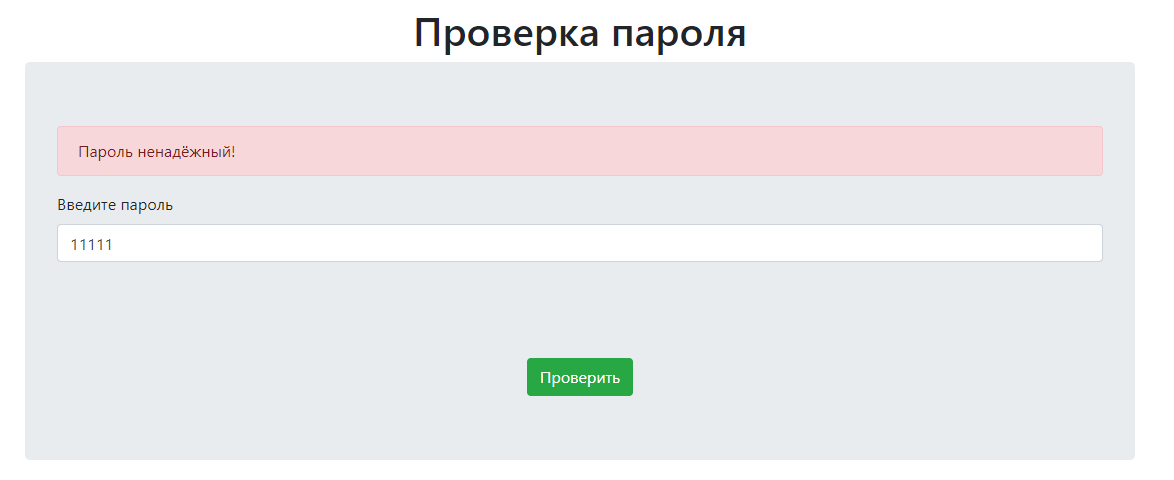 Проверка пароля
Пароль ненадёжный!
Введите пароль
11111
Проверить